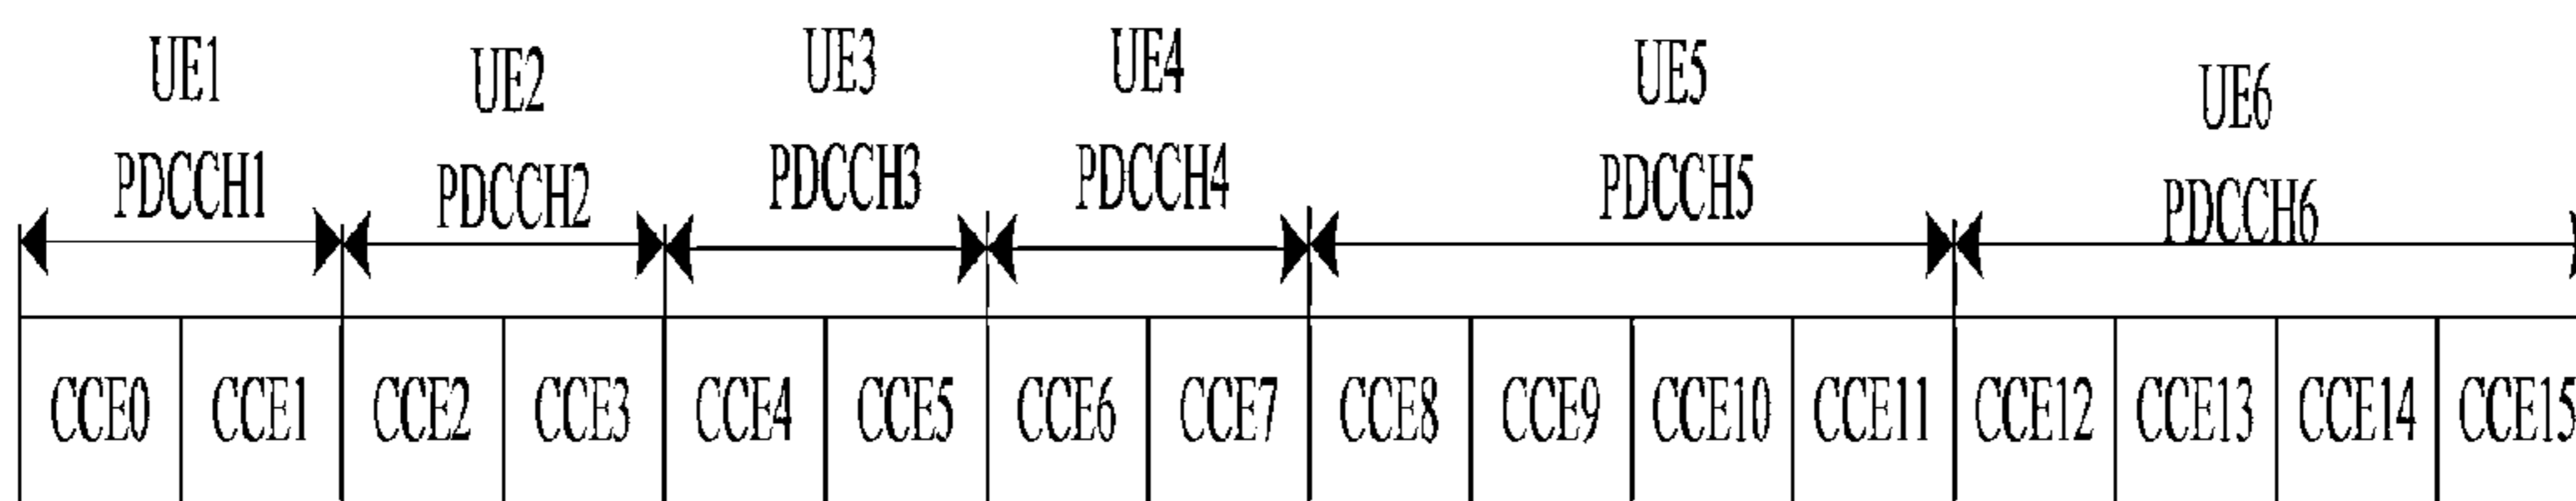 UE1
PDCCH1
UE2
PDCCH2
UE3
PDCCH3
UE4
PDCCH4
UE5
PDCCH5
UE6
PDCCH6
CCE0 CCE1 CCE2 CCE3 CCE4 CCE5 CCE6 CCE7 CCE8 CCE9 CCE10 CCE11 CCE12 CCE13 CCE14 CCE15